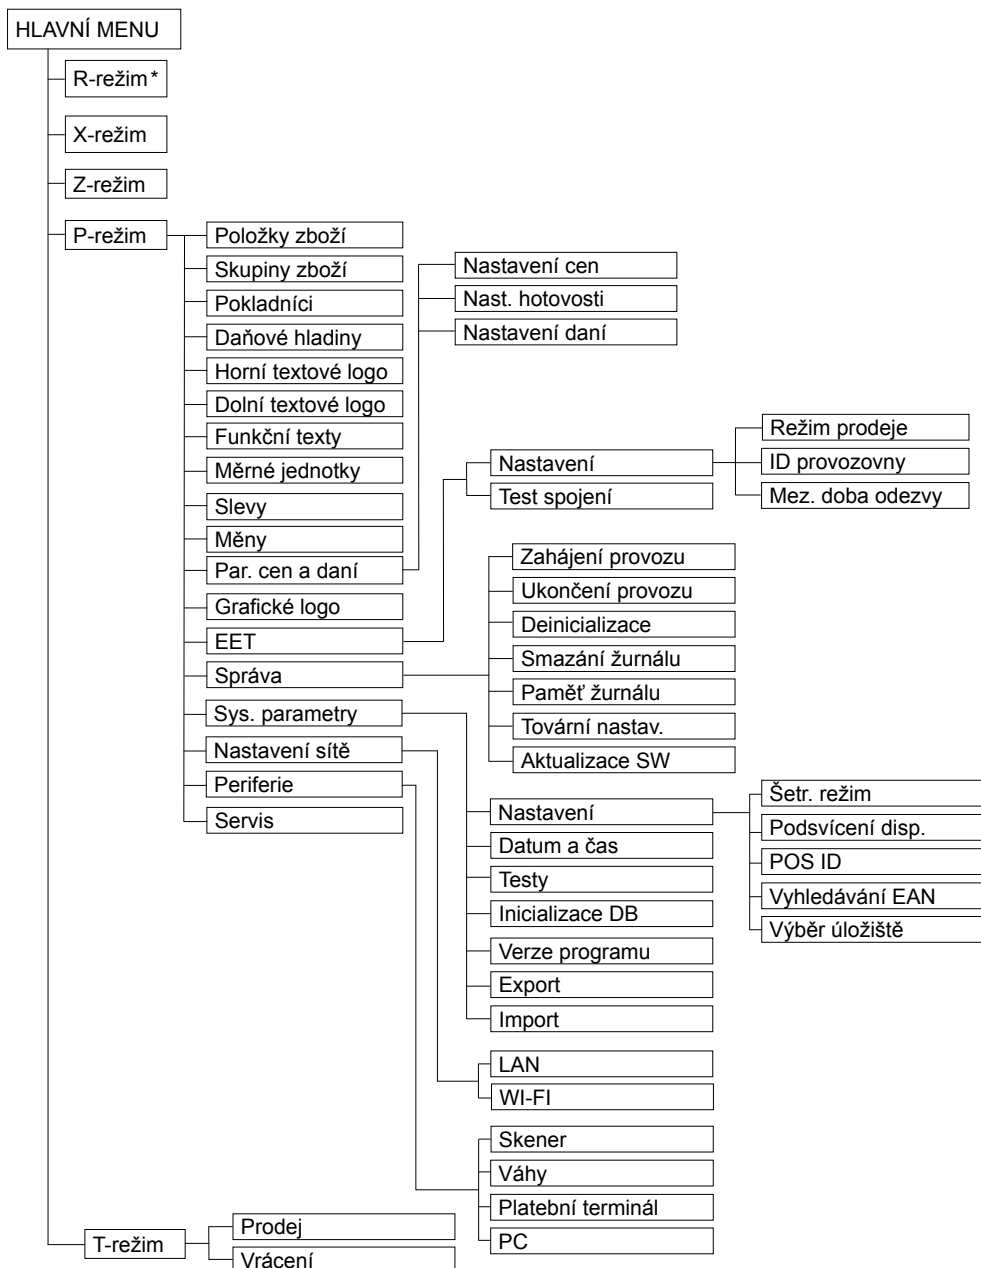 HLAVNÍ MENU
R-režim*
X-režim
Z-režim
P-režim
Položky zboží
Skupiny zboží
Pokladníci
Daňové hladiny
Horní textové logo
Dolní textové logo
Funkční texty
Měrné jednotky
Slevy
Měny
Par. cen a daní
Grafické logo
EET
Správa
Sys. parametry
Nastavení sítě
Periferie
Servis
Nastavení cen
Nast. hotovosti
Nastavení daní
Nastavení
Test spojení
Režim prodeje
ID provozovny
Mez. doba odezvy
Zahájení provozu
Ukončení provozu
Deinicializace
Smazání žurnálu
Paměť žurnálu
Tovární nastav.
Aktualizace SW
Nastavení
Datum a čas
Testy
Inicializace DB
Verze programu
Export
Import
Šetr. režim
Podsvícení disp.
POS ID
Vyhledávání EAN
Výběr úložiště
LAN
WI-FI
Skener
Váhy
Platební terminál
PC
T-režim
Prodej
Vrácení